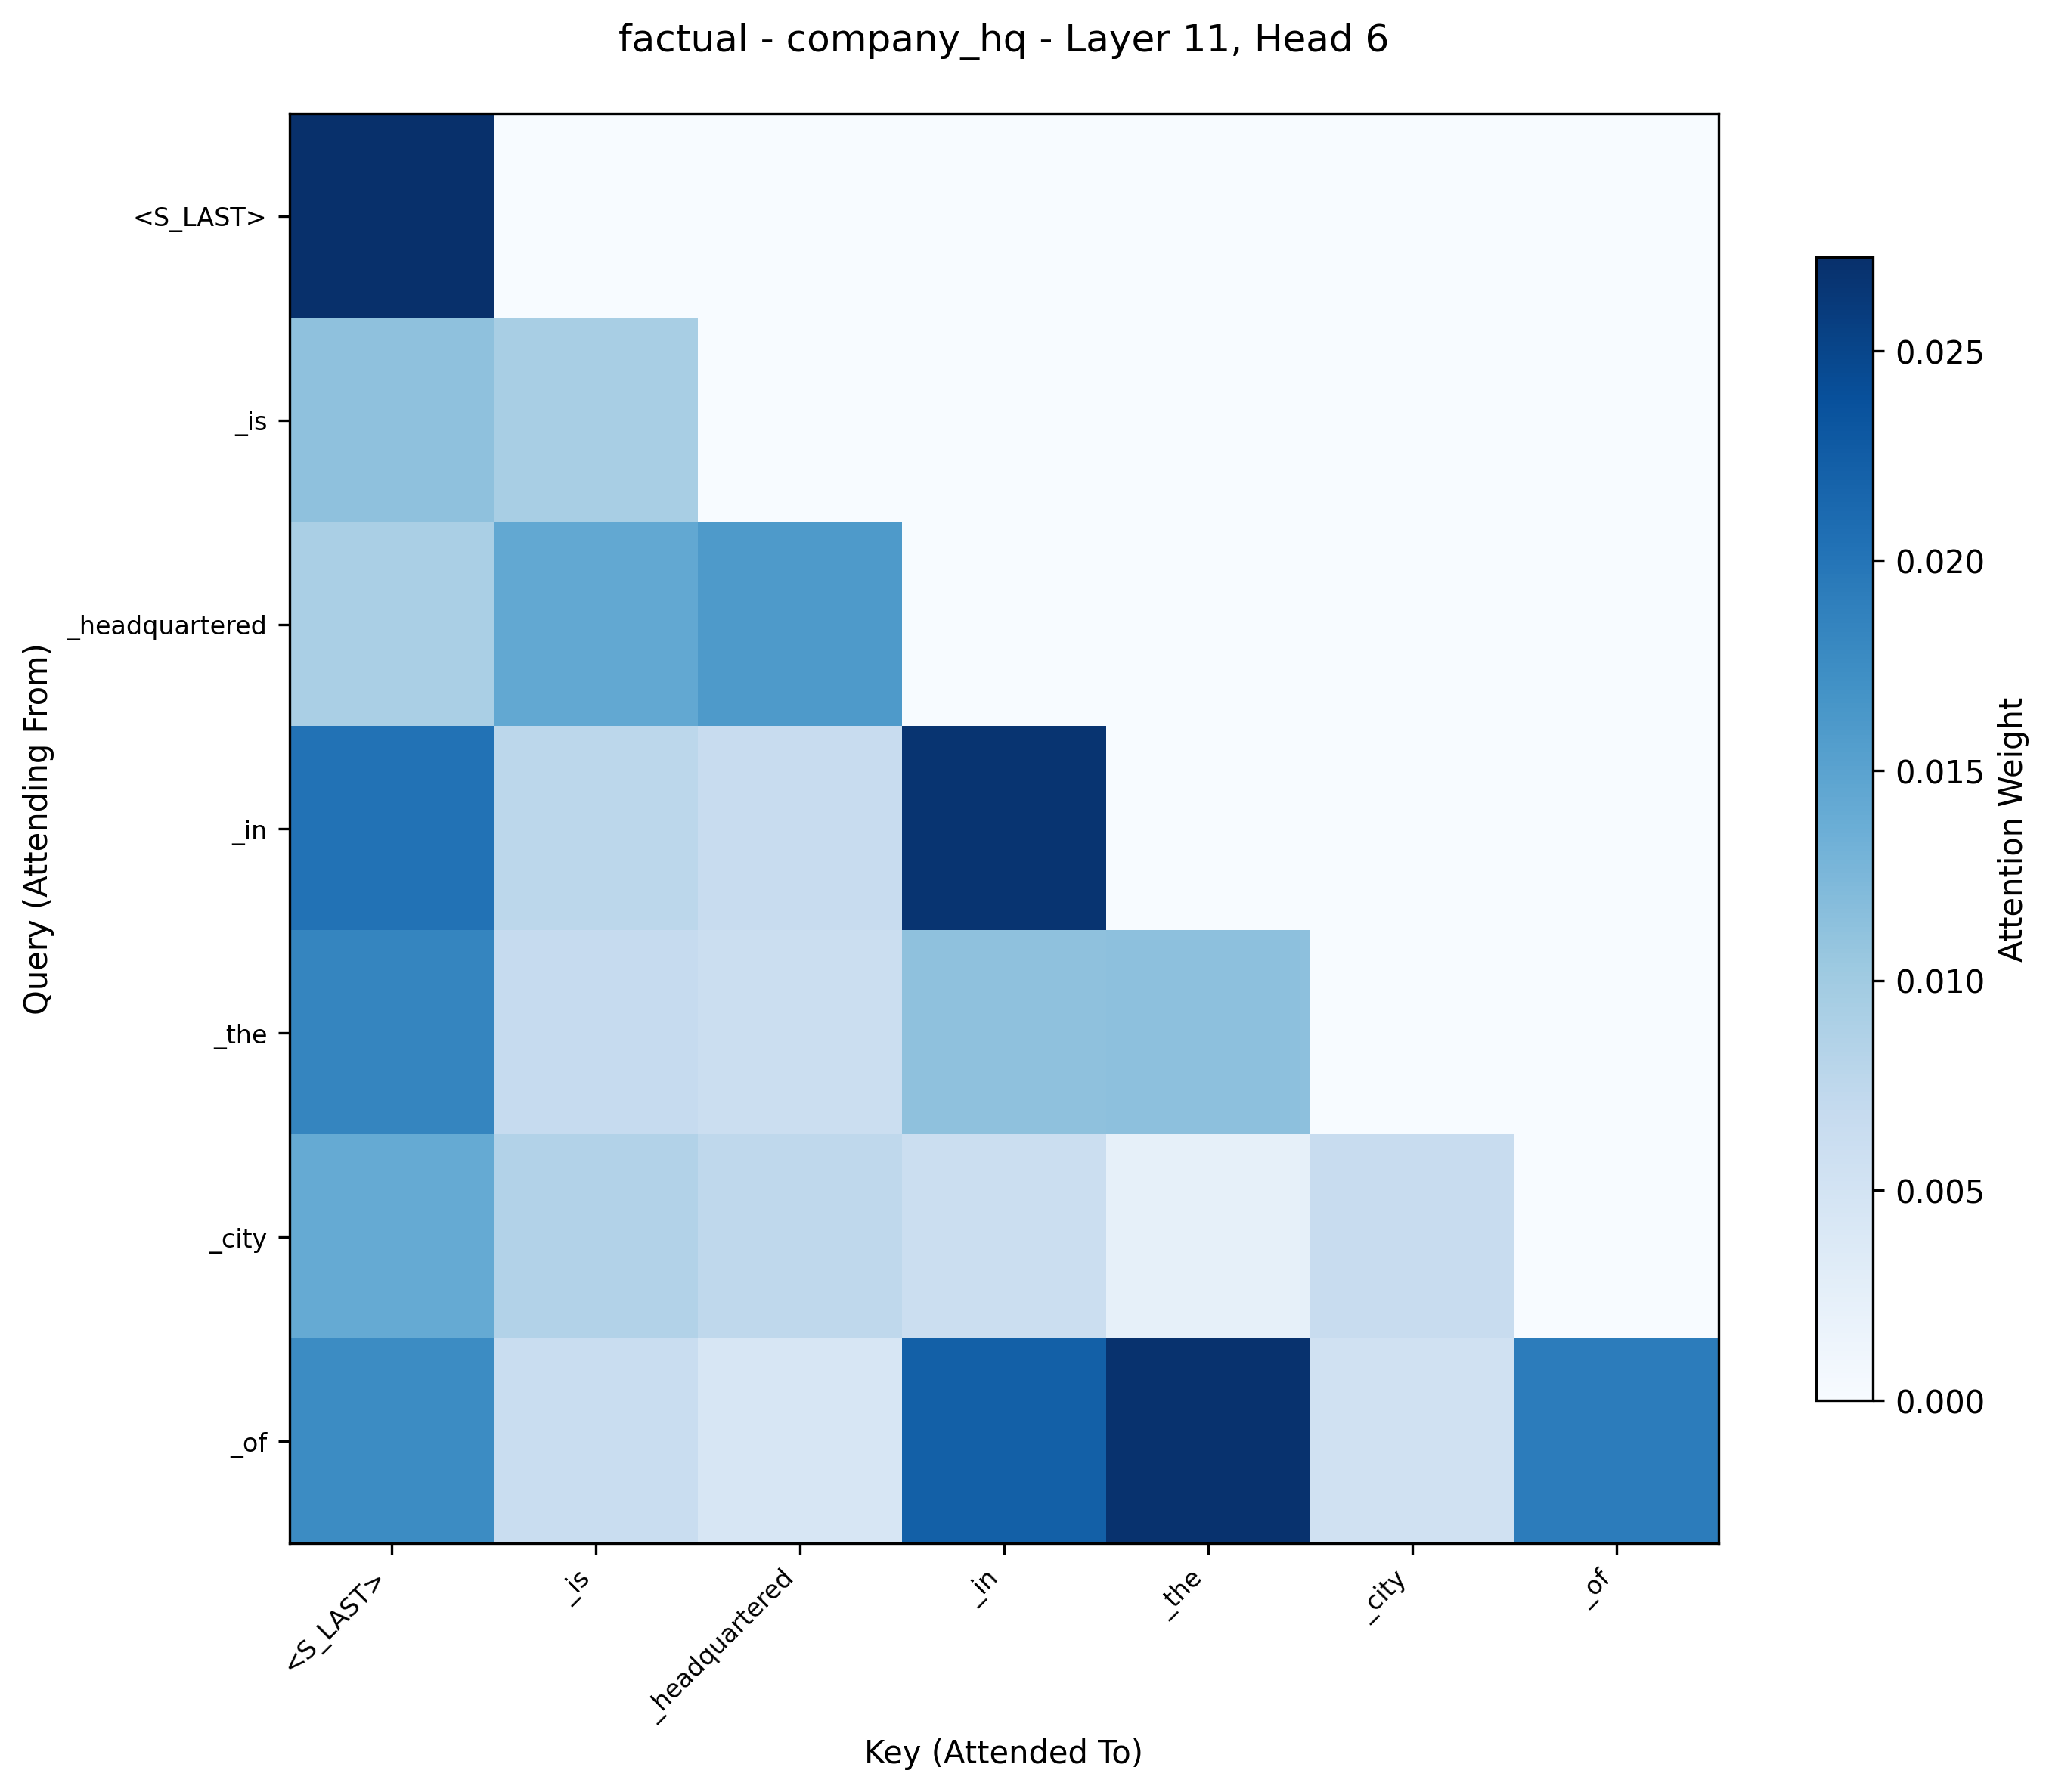 factual - company_hq - Layer 11, Head 6
Query (Attending From)
<S_LAST>
_is
_headquartered
_in
_the
_city
_of
<S_LAST>
_is
_headquartered
_in
_the
_city
_of
Key (Attended To)
0.025
0.020
0.015
0.010
0.005
0.000
Attention Weight